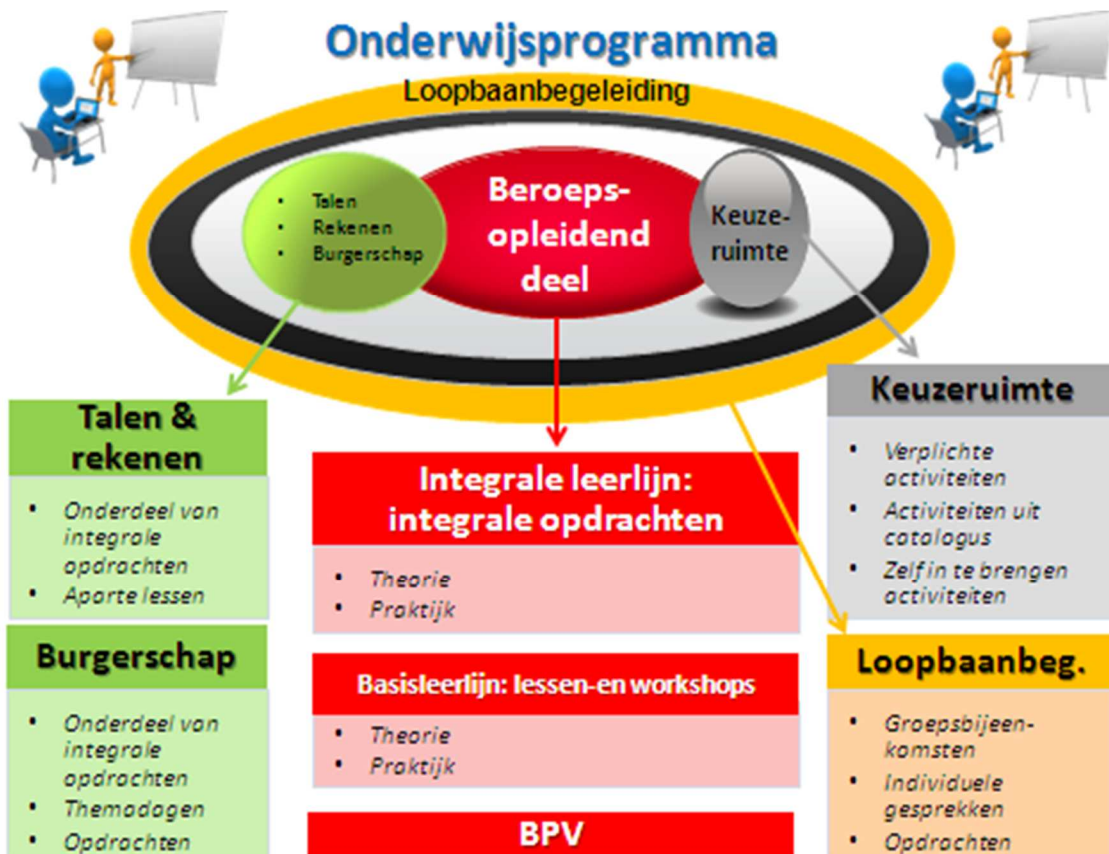 Onderwijsprogramma
Loopbaanbegeleiding
• Talen
• Rekenen
• Burgerschap
Beroeps-
opleidend
deel
Keuze-
ruimte
Talen &
rekenen
• Onderdeel van
integrale
opdrachten
• Aparte lessen
Burgerschap
• Onderdeel van
integrale
opdrachten
• Themadagen
• Opdrachten
Integrale leerlijn:
integrale opdrachten
• Theorie
• Praktijk
Basisleerlijn: lessen-en workshops
• Theorie
• Praktijk
BPV
Keuzeruimte
• Verplichte
activiteiten
• Activiteiten uit
catalogus
• Zelf in te brengen
activiteiten
Loopbaanbeg.
• Groepsbijeen-
komsten
• Individuele
gesprekken
• Opdrachten